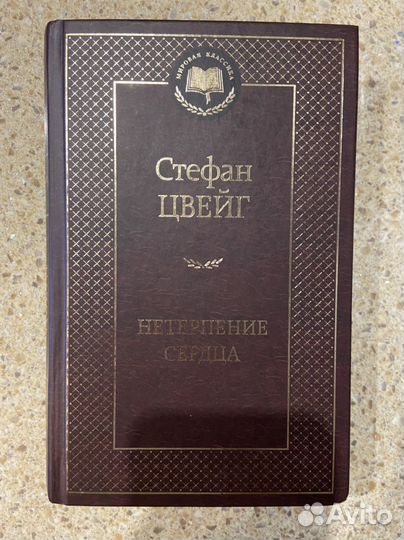 МИРОВАЯ КЛАССИКА
Стефан
ЦВЕЙГ
НЕТЕРПЕНИЕ
СЕРДЦА
Avito